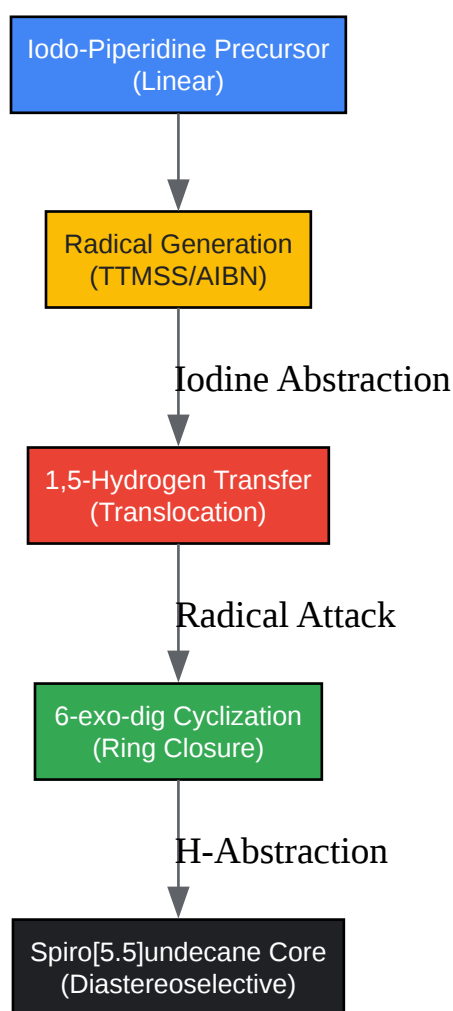 Iodo-Piperidine Precursor
(Linear)
Radical Generation
(TTMSS/AIBN)
Iodine Abstraction
1,5-Hydrogen Transfer
(Translocation)
Radical Attack
6-exo-dig Cyclization
(Ring Closure)
H-Abstraction
Spiro[5.5]undecane Core
(Diastereoselective)